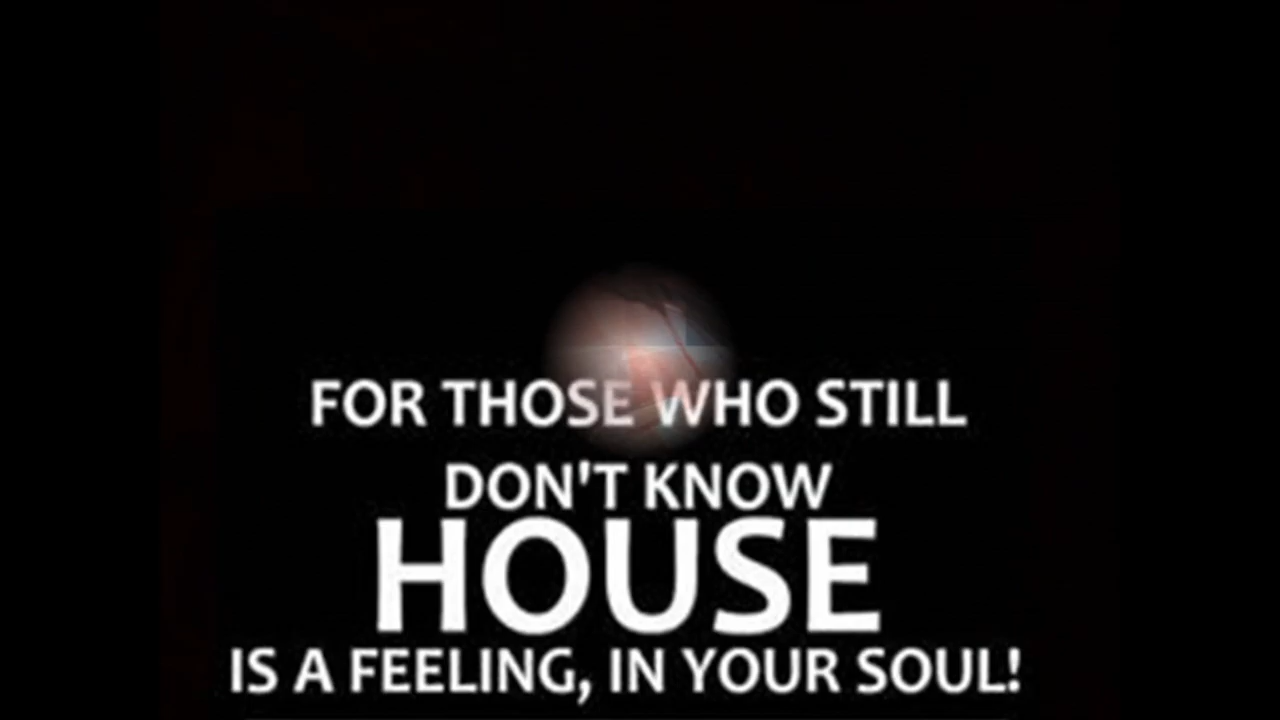 FOR THOSE WHO STILL
DON'T KNOW
HOUSE
IS A FEELING, IN YOUR SOUL!